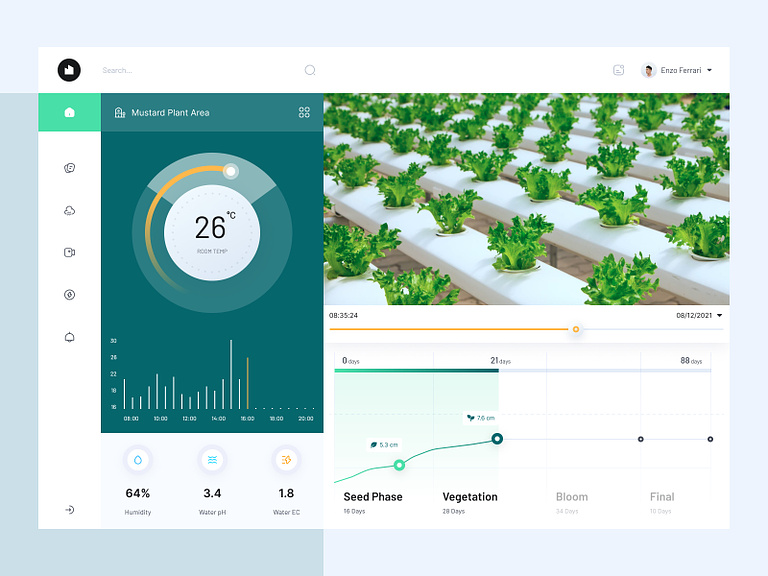 Search...
Enzo Ferrari
Mustard Plant Area
26°C
ROOM TEMP
08:35:24
08/12/2021
30
26
22
18
16
08:00 10:00 12:00 14:00 16:00 18:00 20:00
0 days
21 days
88 days
7.6 cm
5.3 cm
Seed Phase
16 Days
Vegetation
28 Days
Bloom
34 Days
Final
10 Days
64%
Humidity
3.4
Water pH
1.8
Water EC